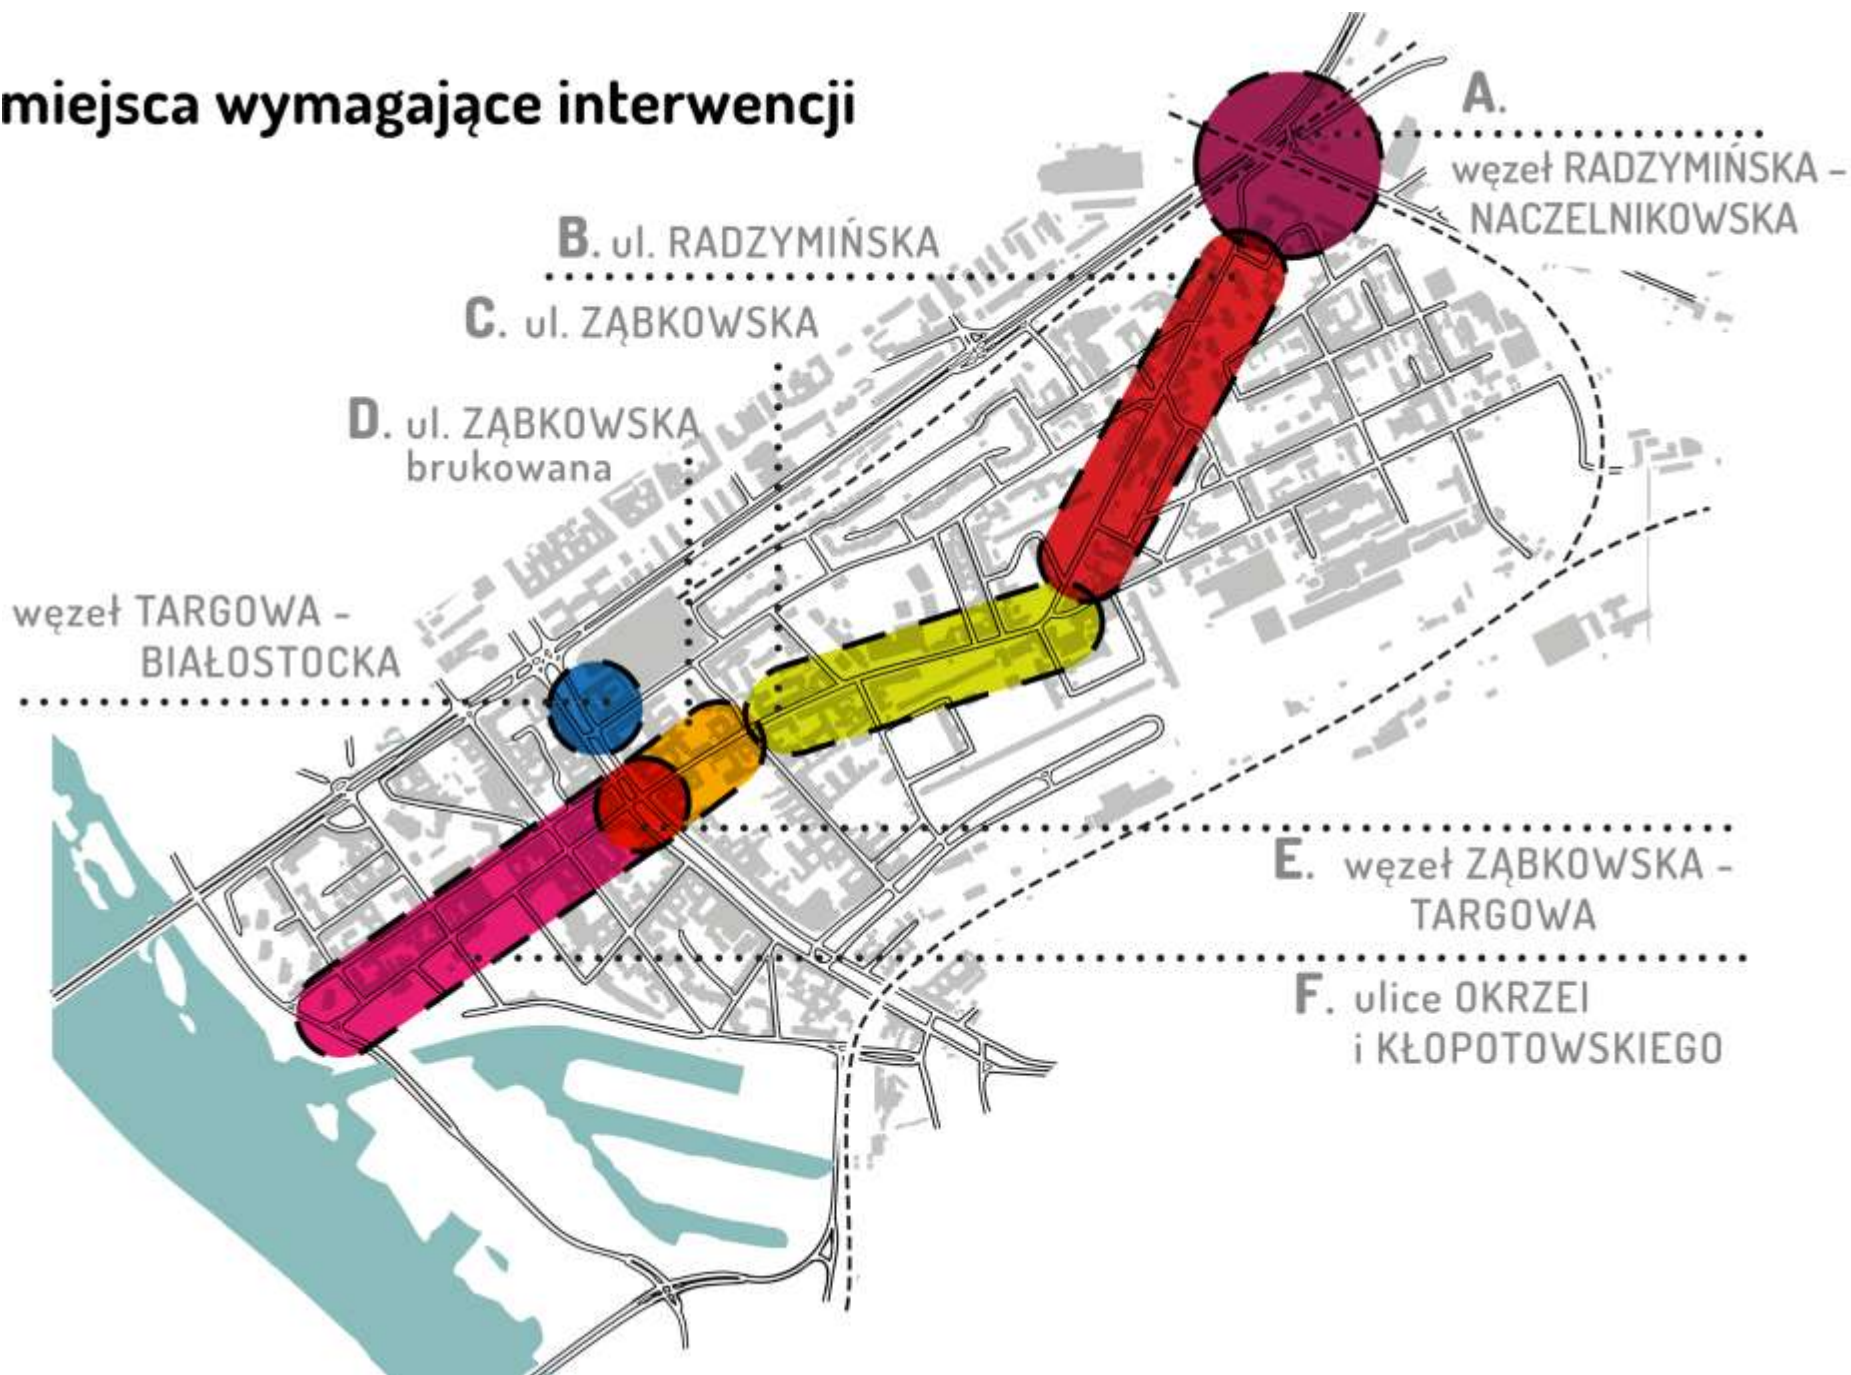 miejsca wymagające interwencji
A.
węzeł RADZYMIŃSKA –
NACZELNIKOWSKA
B. ul. RADZYMIŃSKA
C. ul. ZĄBKOWSKA
D. ul. ZĄBKOWSKA
brukowana
węzeł TARGOWA –
BIAŁOSTOCKA
E. węzeł ZĄBKOWSKA –
TARGOWA
F. ulice OKRZEI
i KŁOPOTOWSKIEGO